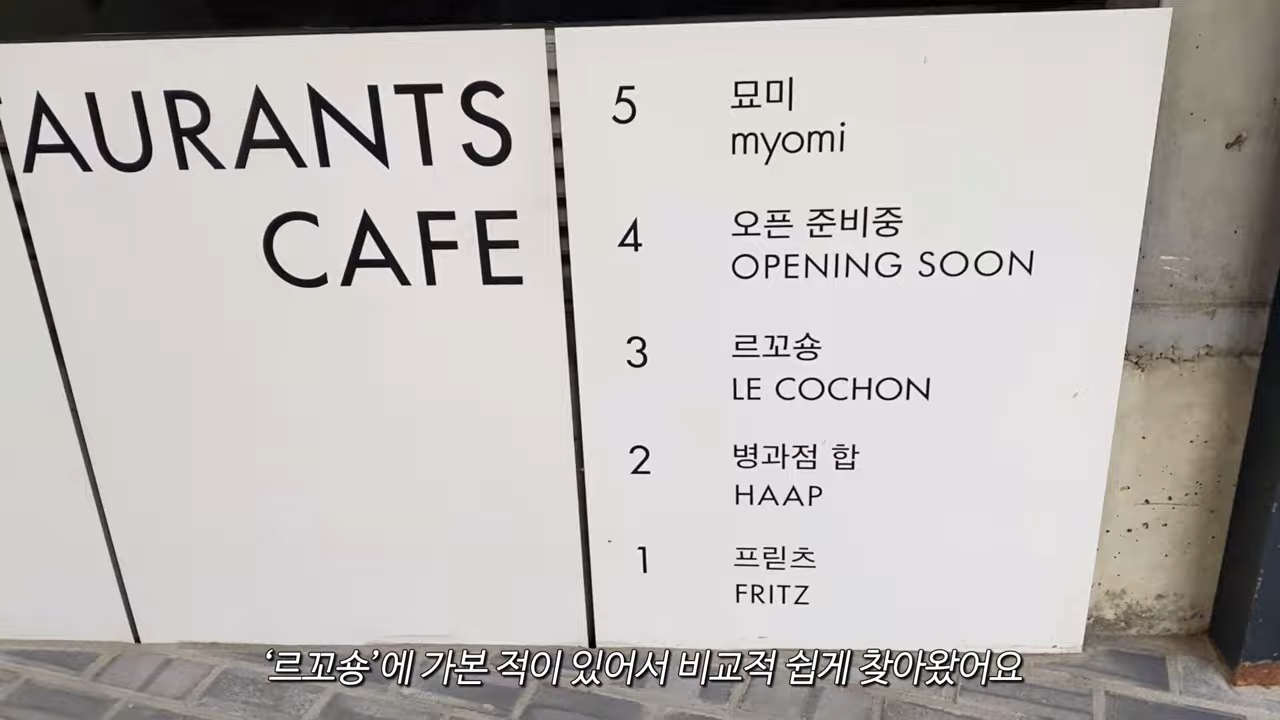 AURANTS
CAFE
5 묘미
myomi
4 오픈 준비중
OPENING SOON
3 르꼬숑
LE COCHON
2 병과점 합
HAAP
1 프릳츠
FRITZ
‘르꼬숑’에 가본 적이 있어서 비교적 쉽게 찾아왔어요